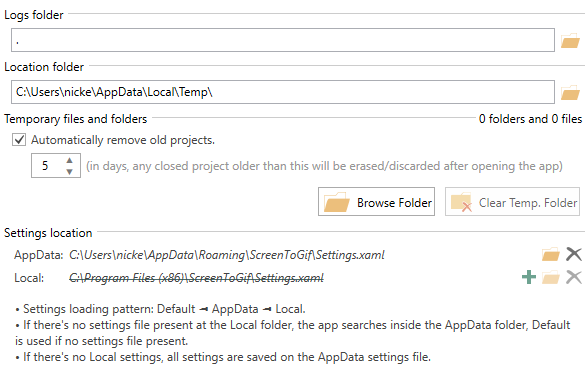 Logs folder
.
Location folder
C:\Users\nicke\AppData\Local\Temp\
Temporary files and folders 0 folders and 0 files
Automatically remove old projects.
5 (in days, any closed project older than this will be erased/discarded after opening the app)
Browse Folder Clear Temp. Folder
Settings location
AppData: C:\Users\nicke\AppData\Roaming\ScreenToGif\Settings.xaml
Local: C:\Program Files (x86)\ScreenToGif\Settings.xaml
• Settings loading pattern: Default ⇀ AppData ⇀ Local.
• If there's no settings file present at the Local folder, the app searches inside the AppData folder, Default
is used if no settings file present.
• If there's no Local settings, all settings are saved on the AppData settings file.